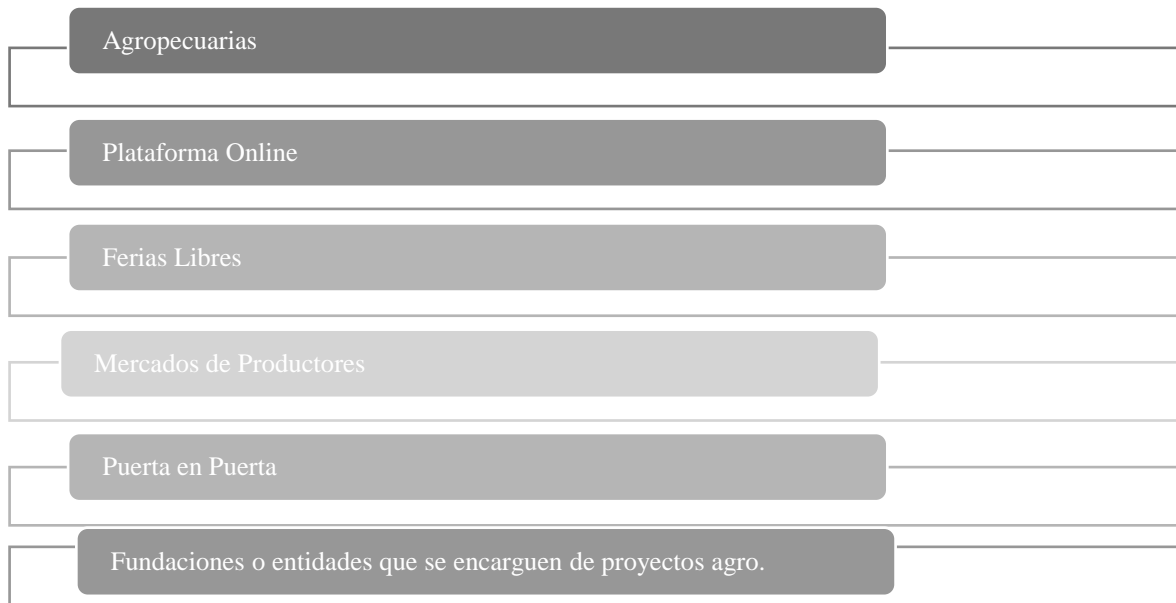 Agropecuarias
Plataforma Online
Ferias Libres
Mercados de Productores
Puerta en Puerta
Fundaciones o entidades que se encarguen de proyectos agro.